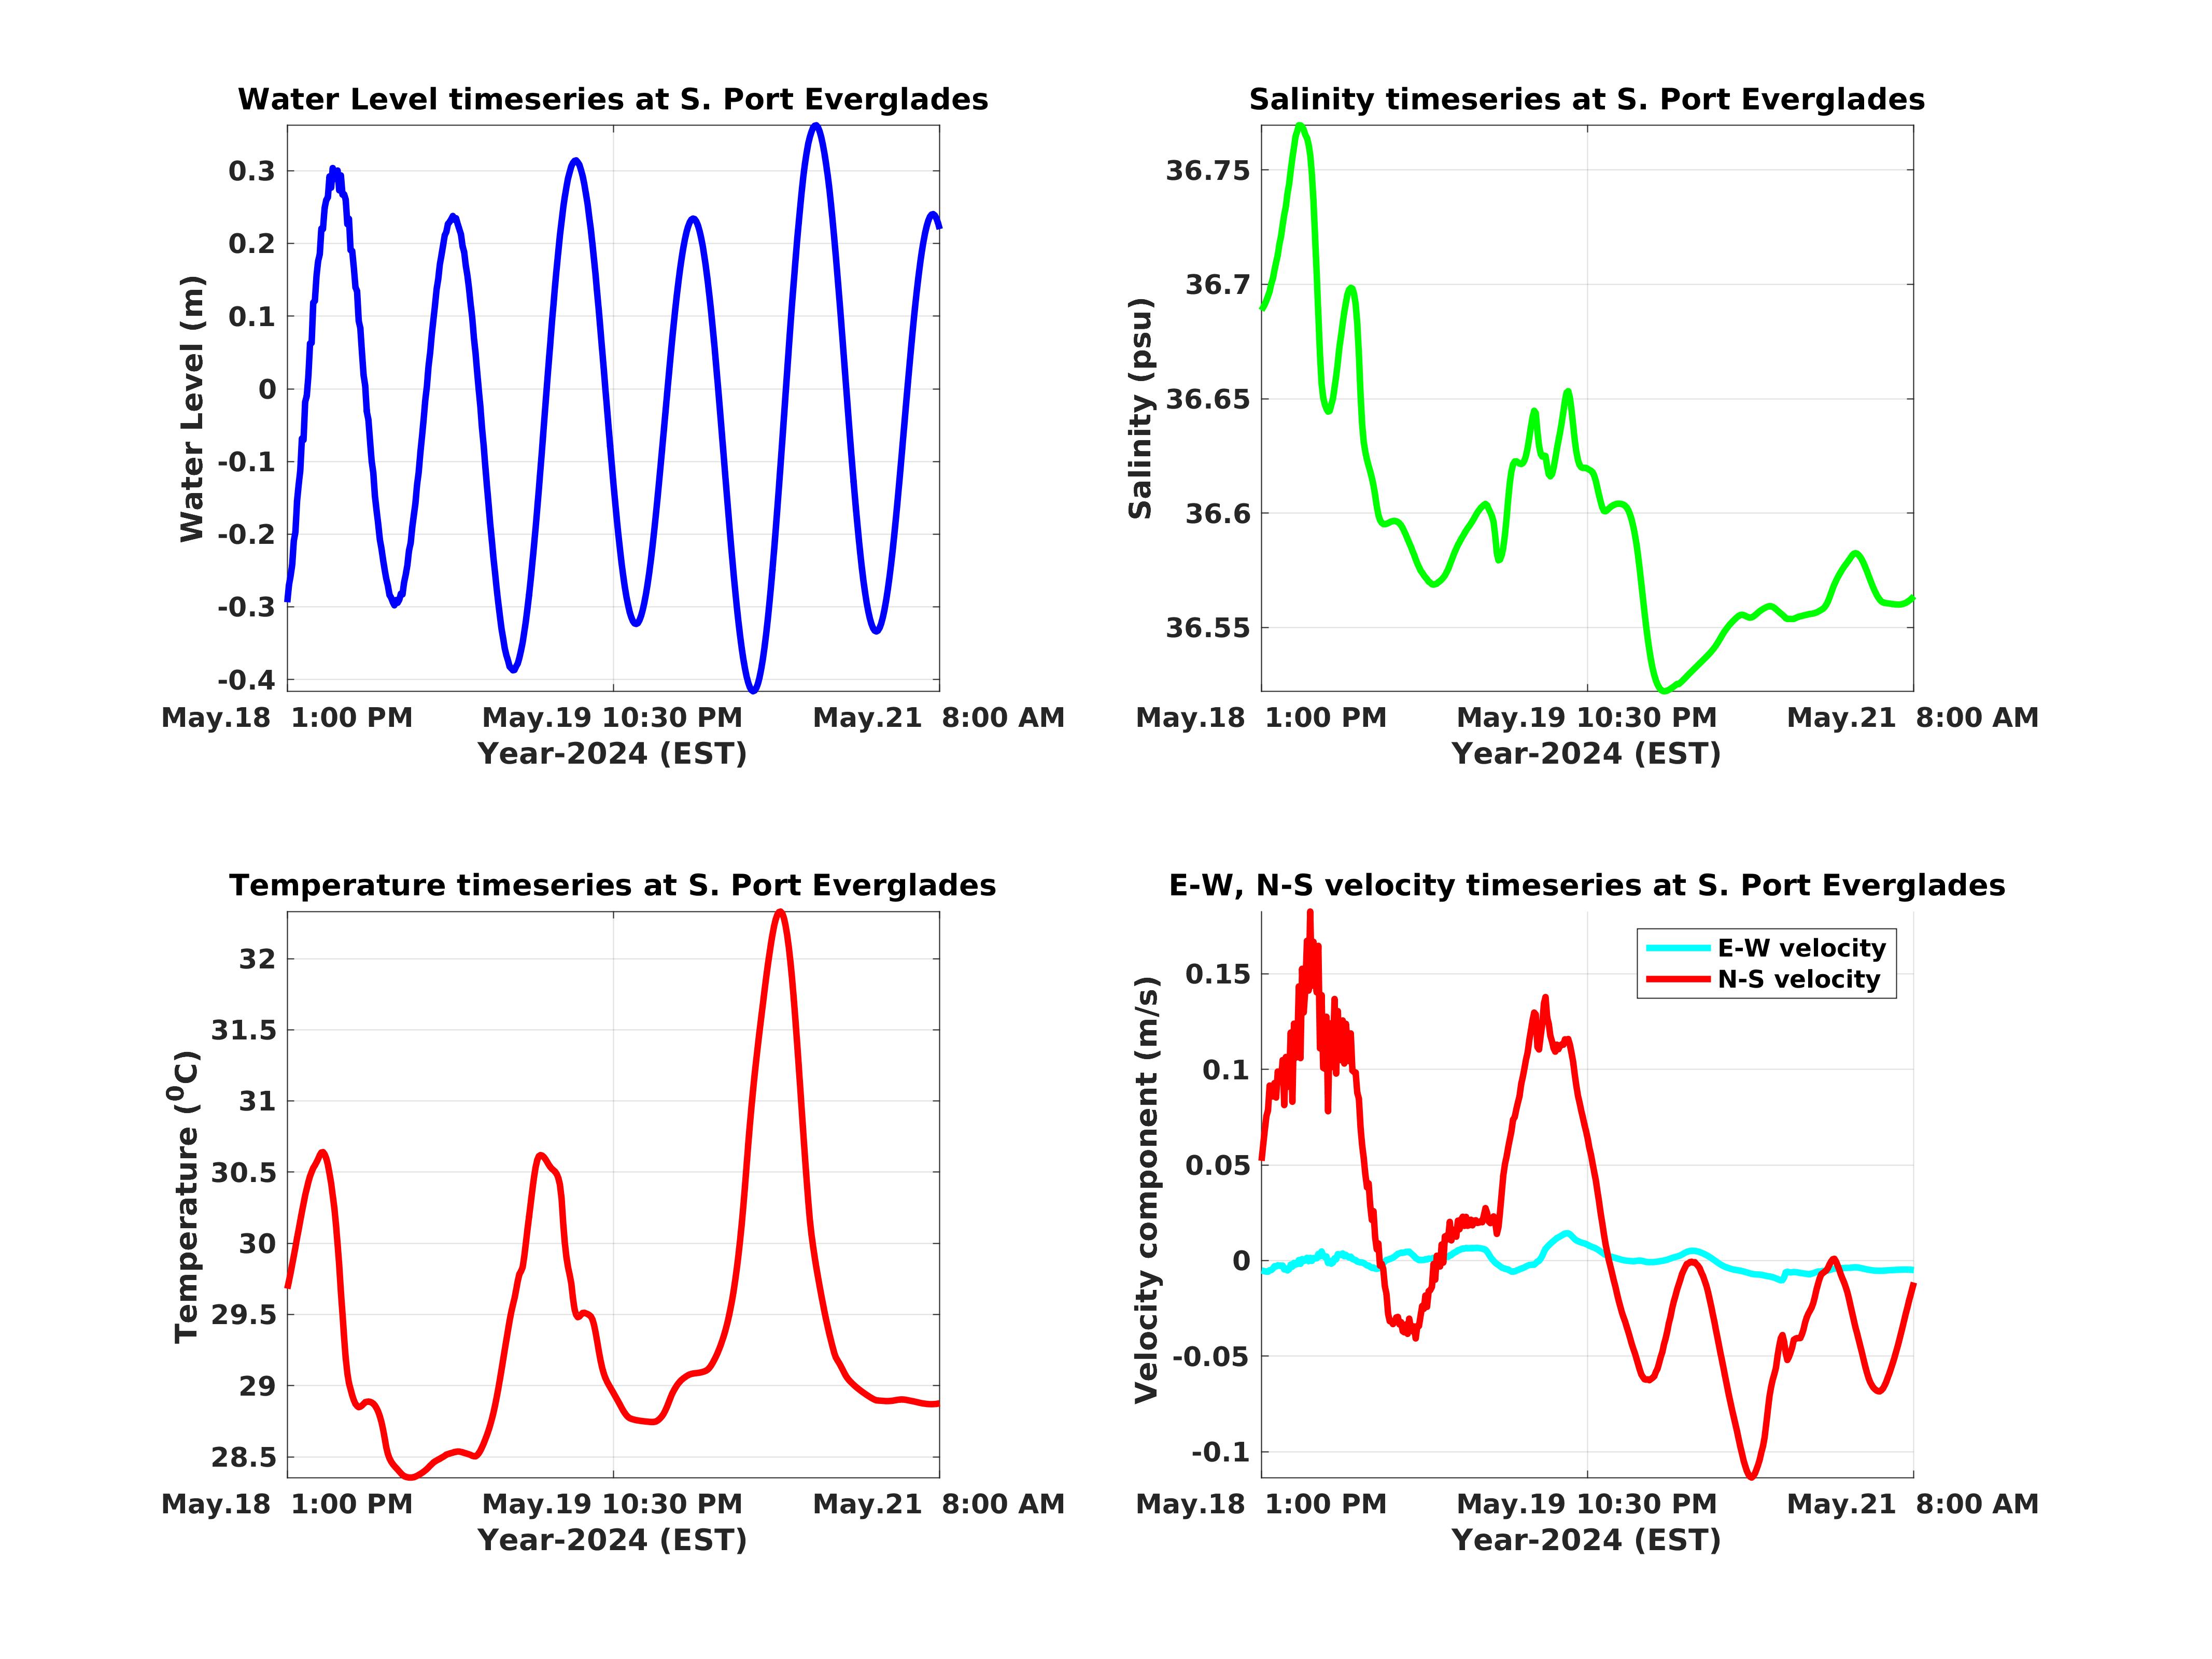 Water Level timeseries at S. Port Everglades
0.3
0.2
0.1
0
-0.1
-0.2
-0.3
-0.4
Water Level (m)
May.18 1:00 PM May.19 10:30 PM May.21 8:00 AM
Year-2024 (EST)
Salinity timeseries at S. Port Everglades
36.75
36.7
36.65
36.6
36.55
Salinity (psu)
May.18 1:00 PM May.19 10:30 PM May.21 8:00 AM
Year-2024 (EST)
Temperature timeseries at S. Port Everglades
32
31.5
31
30.5
30
29.5
29
28.5
Temperature (⁰C)
May.18 1:00 PM May.19 10:30 PM May.21 8:00 AM
Year-2024 (EST)
E-W, N-S velocity timeseries at S. Port Everglades
E-W velocity
N-S velocity
0.15
0.1
0.05
0
-0.05
-0.1
Velocity component (m/s)
May.18 1:00 PM May.19 10:30 PM May.21 8:00 AM
Year-2024 (EST)